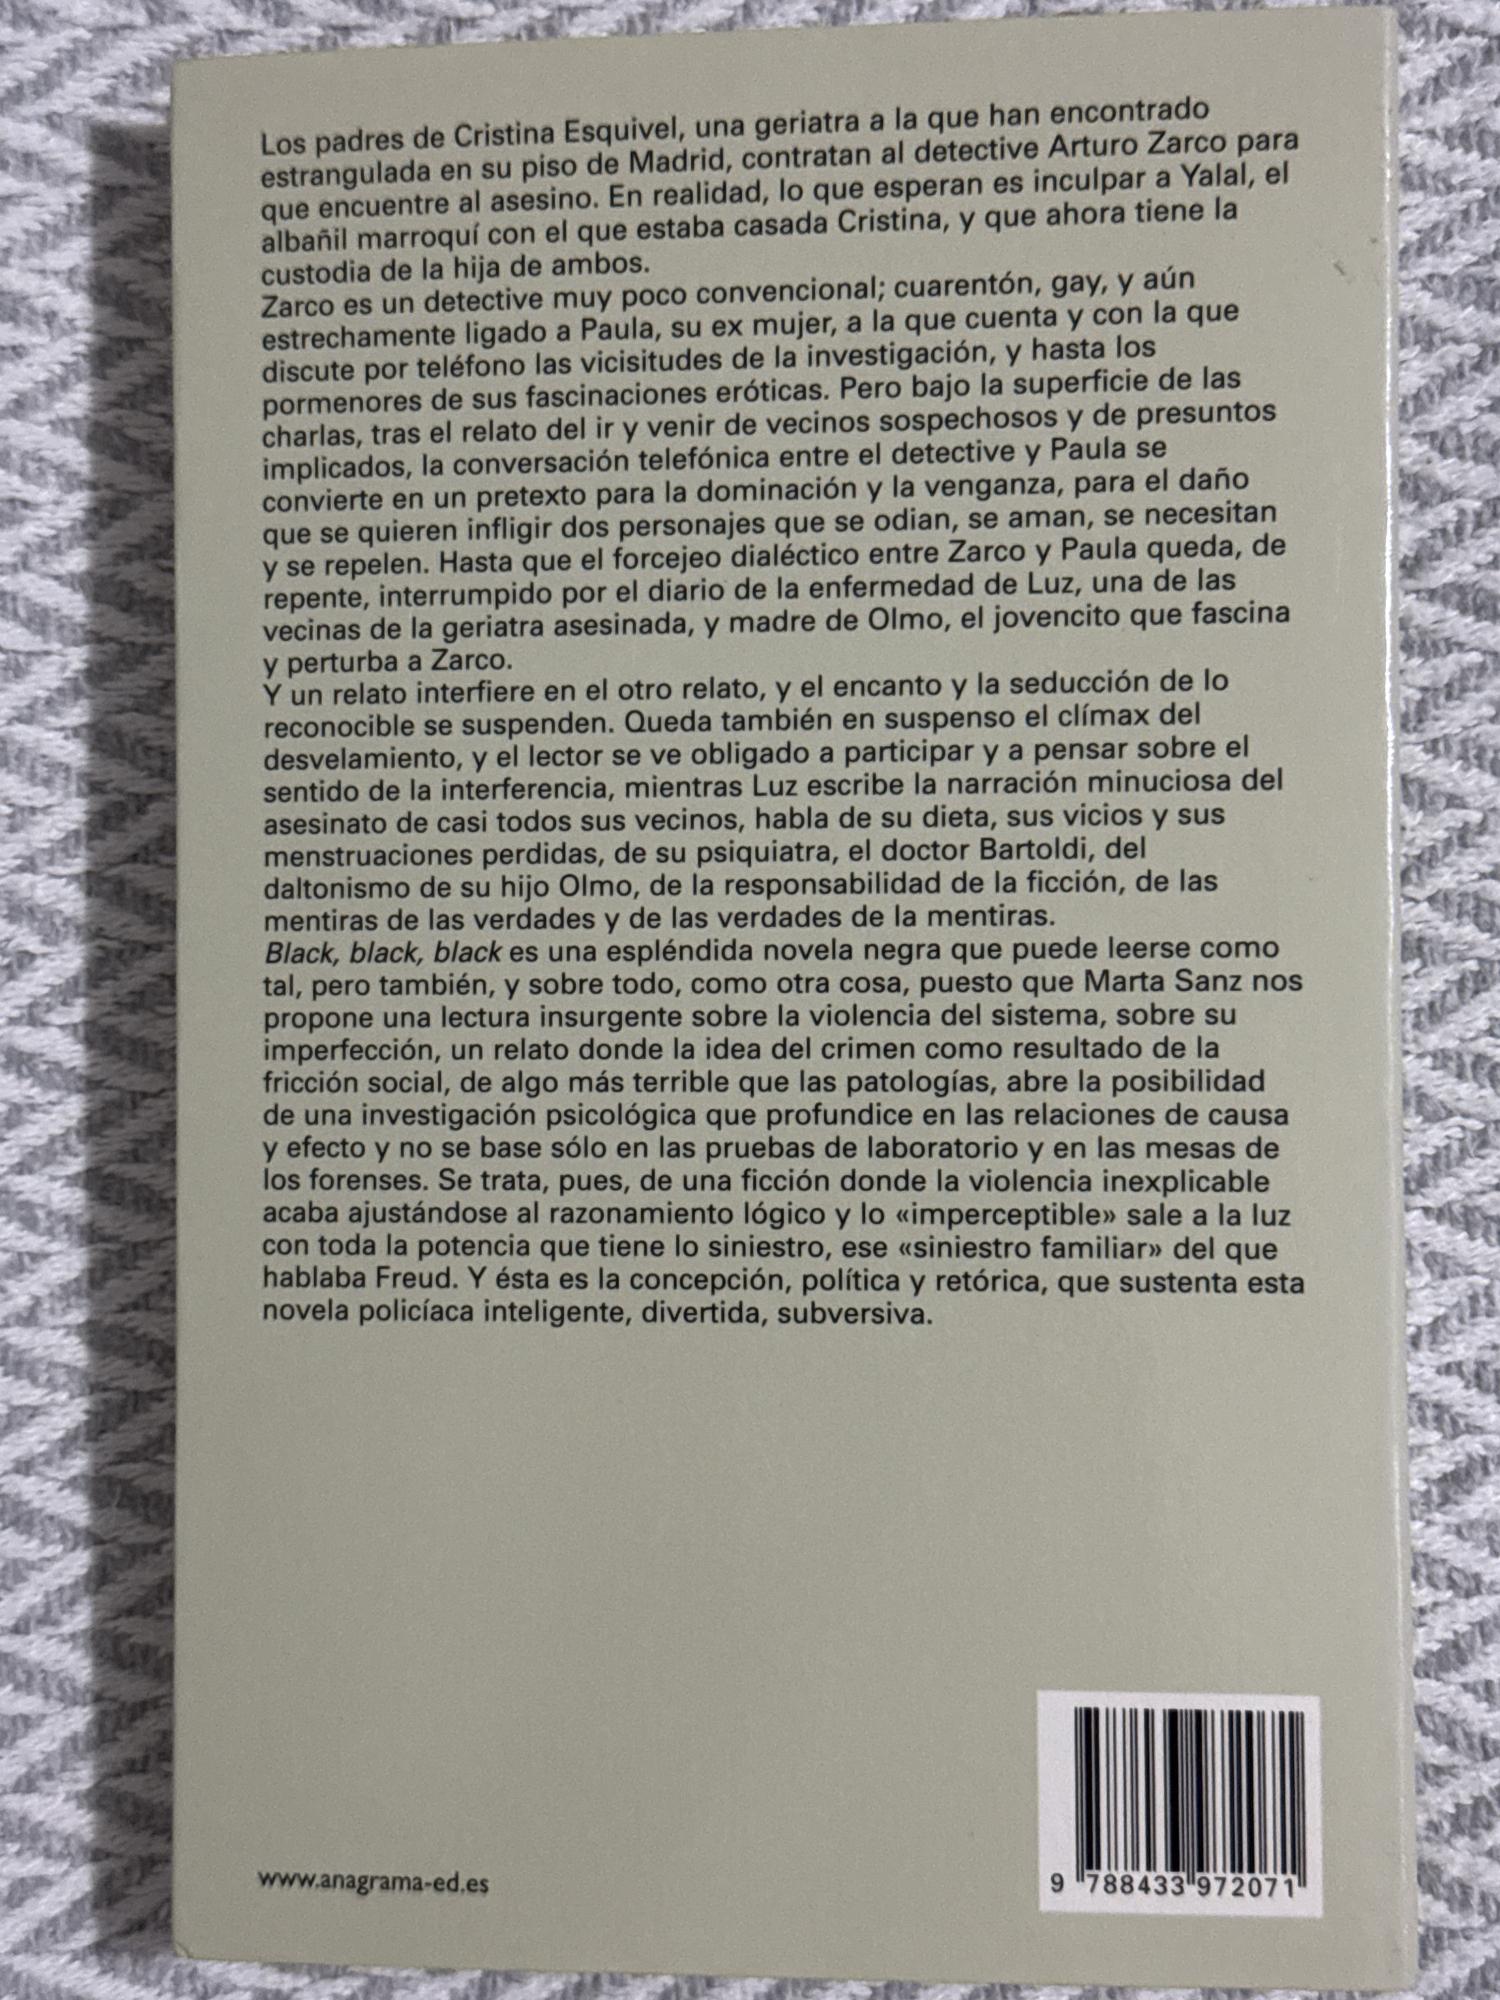 Los padres de Cristina Esquivel, una geriatra a la que han encontrado
estrangulada en su piso de Madrid, contratan al detective Arturo Zarco para
que encuentre al asesino. En realidad, lo que esperan es inculpar a Yalal, el
albañil marroquí con el que estaba casada Cristina, y que ahora tiene la
custodia de la hija de ambos.
Zarco es un detective muy poco convencional; cuarentón, gay, y aún
estrechamente ligado a Paula, su ex mujer, a la que cuenta y con la que
discute por teléfono las vicisitudes de la investigación, y hasta los
pormenores de sus fascinaciones eróticas. Pero bajo la superficie de las
charlas, tras el relato del ir y venir de vecinos sospechosos y de presuntos
implicados, la conversación telefónica entre el detective y Paula se
convierte en un pretexto para la dominación y la venganza, para el daño
que se quieren infligir dos personajes que se odian, se aman, se necesitan
y se repelen. Hasta que el forcejeo dialéctico entre Zarco y Paula queda, de
repente, interrumpido por el diario de la enfermedad de Luz, una de las
vecinas de la geriatra asesinada, y madre de Olmo, el jovencito que fascina
y perturba a Zarco.
Y un relato interfiere en el otro relato, y el encanto y la seducción de lo
reconocible se suspenden. Queda también en suspenso el clímax del
desvelamiento, y el lector se ve obligado a participar y a pensar sobre el
sentido de la interferencia, mientras Luz escribe la narración minuciosa del
asesinato de casi todos sus vecinos, habla de su dieta, sus vicios y sus
menstruaciones perdidas, de su psiquiatra, el doctor Bartoldi, del
daltonismo de su hijo Olmo, de la responsabilidad de la ficción, de las
mentiras de las verdades y de las verdades de la mentiras.
Black, black, black es una espléndida novela negra que puede leerse como
tal, pero también, y sobre todo, como otra cosa, puesto que Marta Sanz nos
propone una lectura insurgente sobre la violencia del sistema, sobre su
imperfección, un relato donde la idea del crimen como resultado de la
fricción social, de algo más terrible que las patologías, abre la posibilidad
de una investigación psicológica que profundice en las relaciones de causa
y efecto y no se base sólo en las pruebas de laboratorio y en las mesas de
los forenses. Se trata, pues, de una ficción donde la violencia inexplicable
acaba ajustándose al razonamiento lógico y lo «imperceptible» sale a la luz
con toda la potencia que tiene lo siniestro, ese «siniestro familiar» del que
hablaba Freud. Y ésta es la concepción, política y retórica, que sustenta esta
novela policíaca inteligente, divertida, subversiva.
www.anagrama-ed.es
9 788433 972071